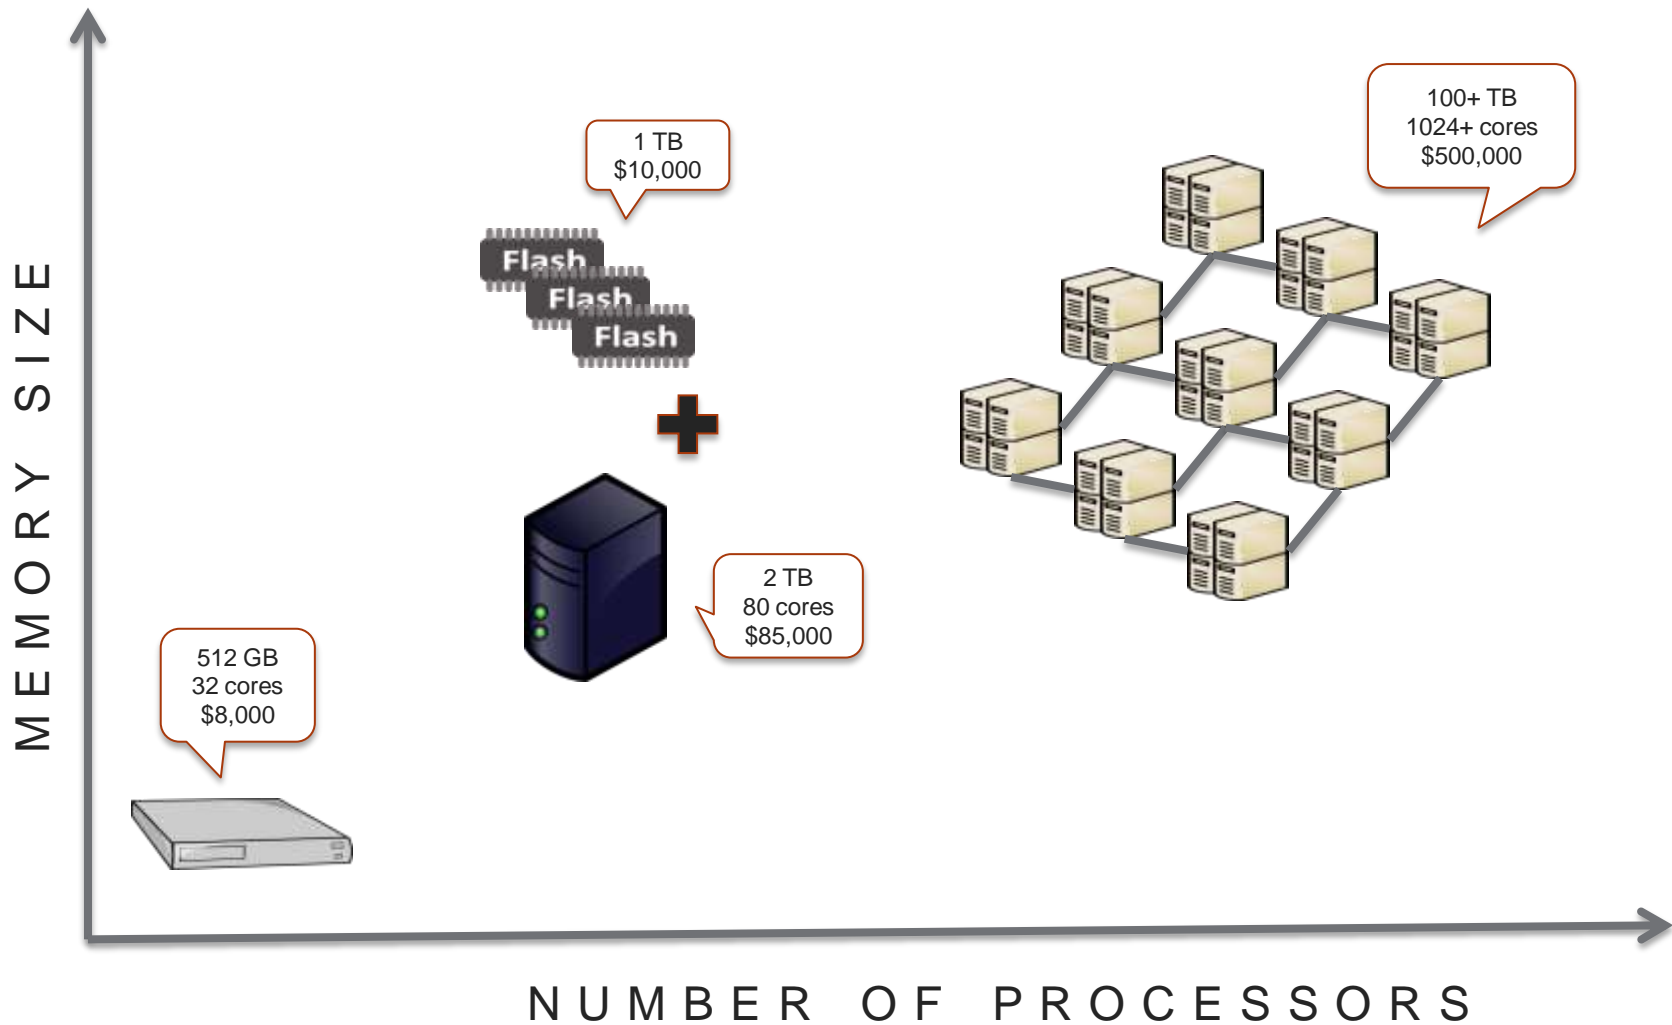 100+ TB
1024+ cores
$500,000
1 TB
$10,000
Flash
Flash
Flash
2 TB
80 cores
$85,000
512 GB
32 cores
$8,000
MEMORY SIZE
NUMBER OF PROCESSORS